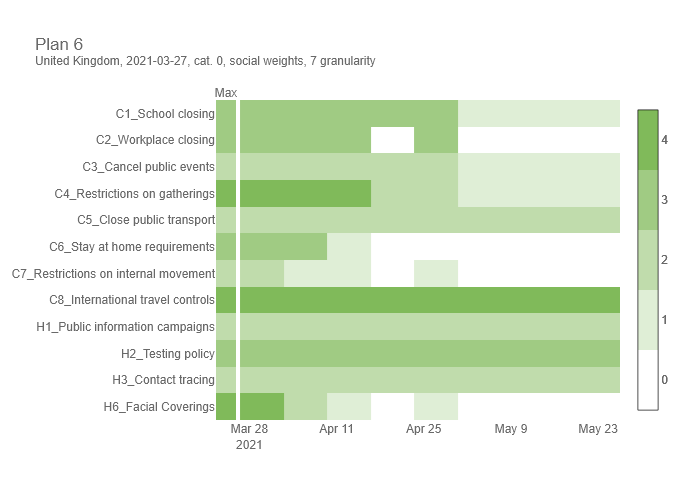 Plan 6
United Kingdom, 2021-03-27, cat. 0, social weights, 7 granularity
Max
C1_School closing
C2_Workplace closing
C3_Cancel public events
C4_Restrictions on gatherings
C5_Close public transport
C6_Stay at home requirements
C7_Restrictions on internal movement
C8_International travel controls
H1_Public information campaigns
H2_Testing policy
H3_Contact tracing
H6_Facial Coverings
Mar 28 Apr 11 Apr 25 May 9 May 23
2021
4
3
2
1
0